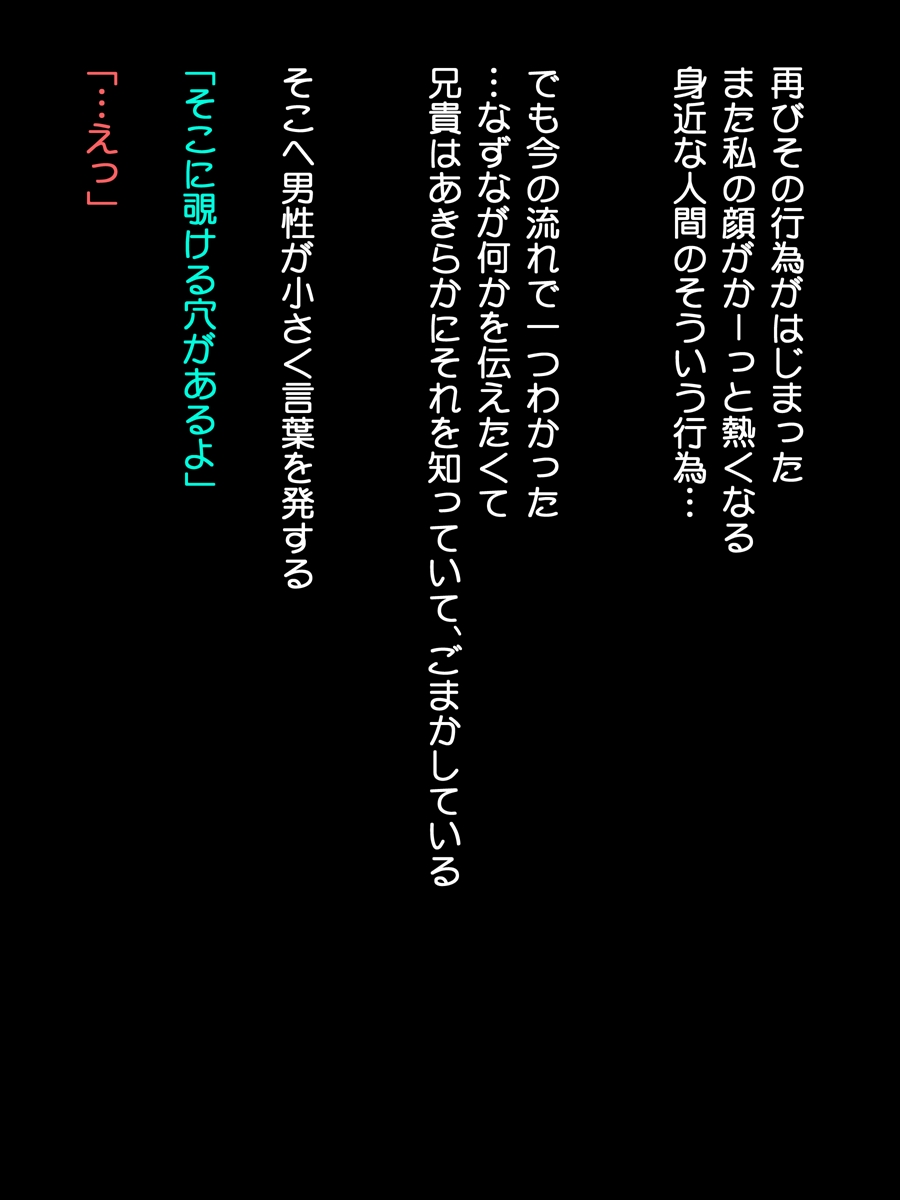 再びその行為がはじまった
また私の顔がかーっと熱くなる
身近な人間のそういう行為…
でも今の流れで一つわかった
…なずなが何かを伝えたくて
兄貴はあきらかにそれを知っていて、ごまかしている
そこへ男性が小さく言葉を発する
「そこに覗ける穴があるよ」
「…えっ」